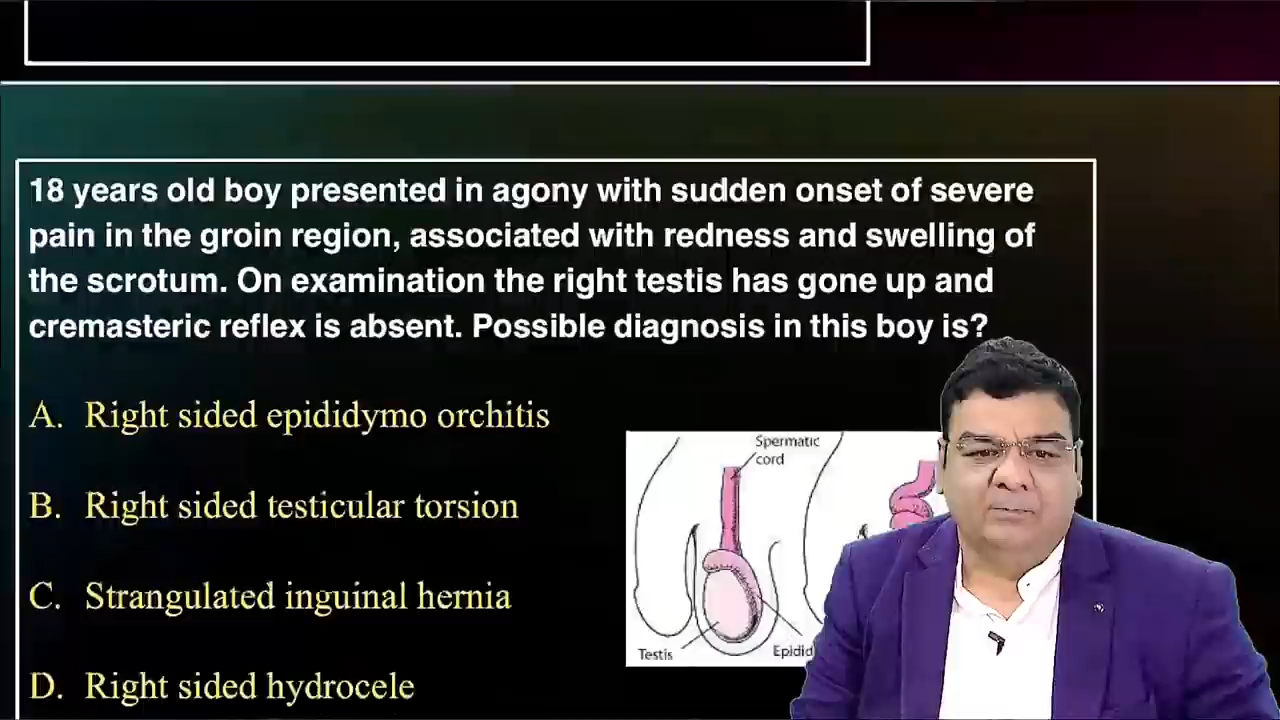 18 years old boy presented in agony with sudden onset of severe
pain in the groin region, associated with redness and swelling of
the scrotum. On examination the right testis has gone up and
cremasteric reflex is absent. Possible diagnosis in this boy is?
A. Right sided epididymo orchitis
B. Right sided testicular torsion
C. Strangulated inguinal hernia
D. Right sided hydrocele
Spermatic
cord
Testis